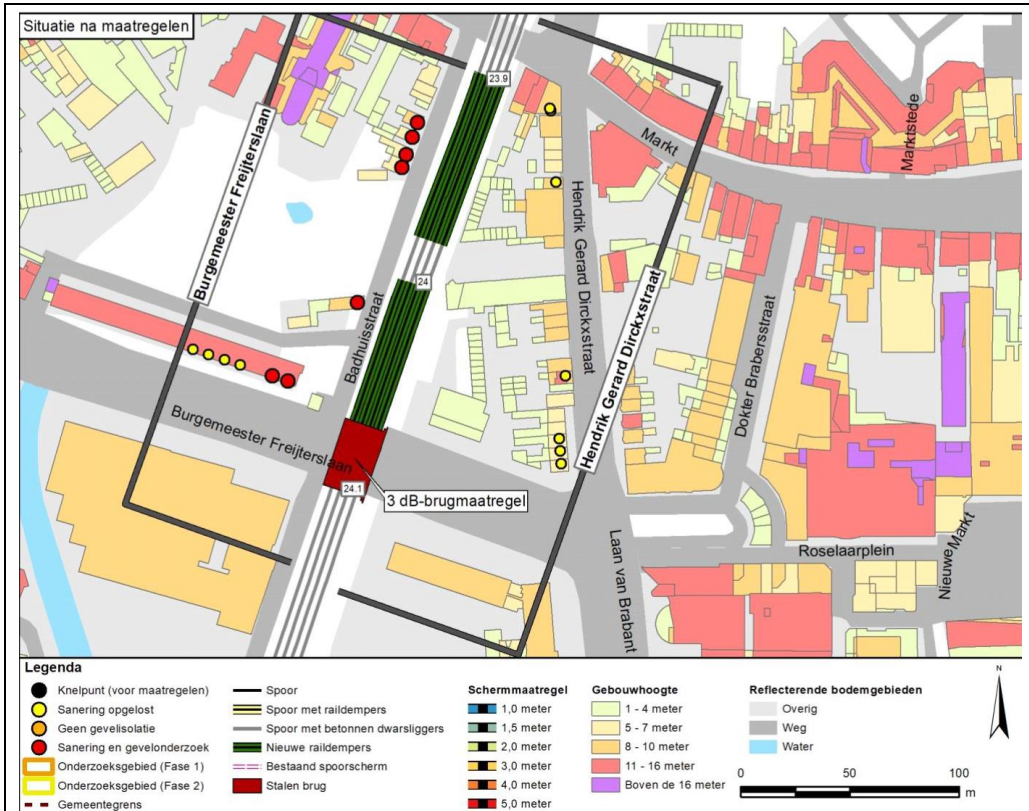 Situatie na maatregelen
23.9
Burgemeester Freijterslaan
Markt
Marktstede
Hendrik Gerard Dirckxstraat
24
Badhuisstraat
Hendrik Gerard Dirckxstraat
Dokter Brabersstraat
Burgemeester Freijterslaan
24.1
3 dB-brugmaatregel
Laan van Brabant
Roselaarplein
Nieuwe Markt
Legenda
Knelpunt (voor maatregelen)
Sanering opgelost
Geen gevelisolatie
Sanering en gevelonderzoek
Onderzoeksgebied (Fase 1)
Onderzoeksgebied (Fase 2)
Gemeentegrens
Spoor
Spoor met raildempers
Spoor met betonnen dwarsliggers
Nieuwe raildempers
Bestaand spoorscherm
Stalen brug
Schermmaatregel
1,0 meter
1,5 meter
2,0 meter
3,0 meter
4,0 meter
5,0 meter
Gebouwhoogte
1 - 4 meter
5 - 7 meter
8 - 10 meter
11 - 16 meter
Boven de 16 meter
Reflecterende bodemgebieden
Overig
Weg
Water
N
0 50 100
m